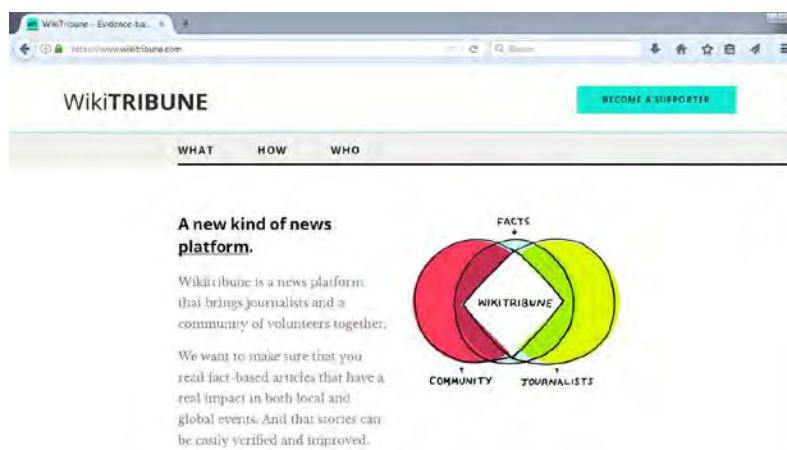 WikiTribune – Evidence-ba...
https://www.wikitribune.com
WikiTRIBUNE
BECOME A SUPPORTER
WHAT HOW WHO
A new kind of news
platform.
Wikitribune is a news platform
that brings journalists and a
community of volunteers together.
We want to make sure that you
read fact-based articles that have a
real impact in both local and
global events. And that stories can
be easily verified and improved.
FACTS
WIKITRIBUNE
COMMUNITY JOURNALISTS